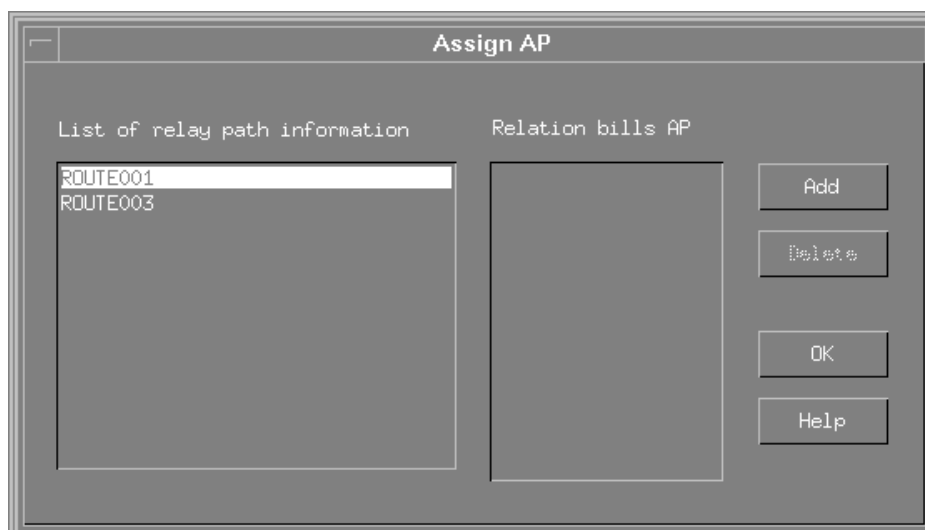 Assign AP
List of relay path information
Relation bills AP
ROUTE001
ROUTE003
Add
Delete
OK
Help